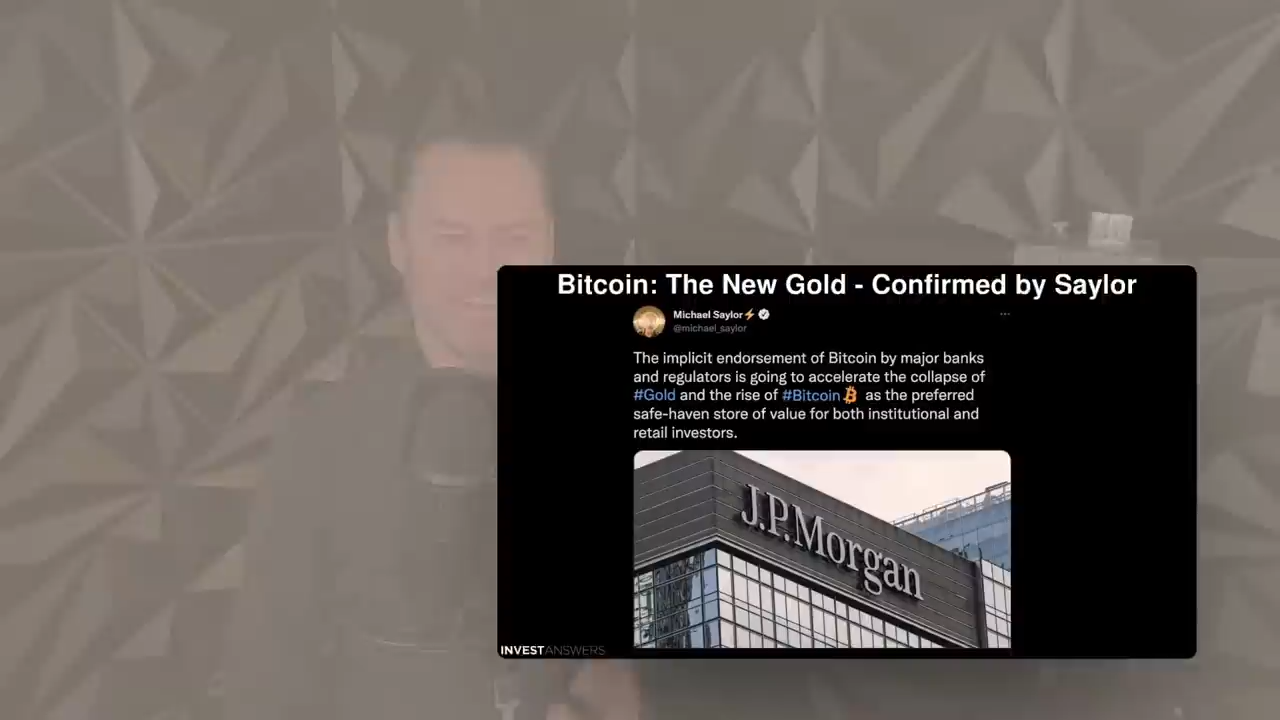 Bitcoin: The New Gold - Confirmed by Saylor
Michael Saylor⚡
@michael_saylor
The implicit endorsement of Bitcoin by major banks
and regulators is going to accelerate the collapse of
#Gold and the rise of #Bitcoin as the preferred
safe-haven store of value for both institutional and
retail investors.
J.P.Morgan
INVESTANSWERS